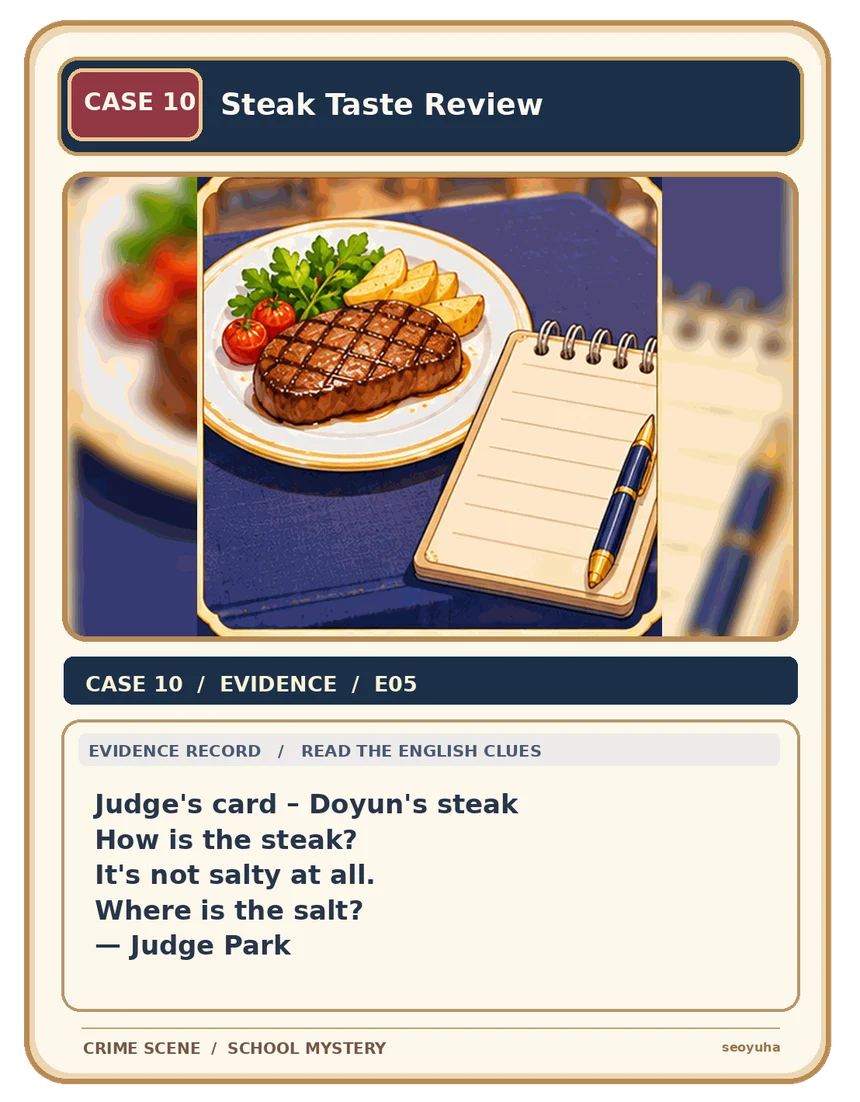 CASE 10 Steak Taste Review
CASE 10 / EVIDENCE / E05
EVIDENCE RECORD / READ THE ENGLISH CLUES
Judge's card – Doyun's steak
How is the steak?
It's not salty at all.
Where is the salt?
— Judge Park
CRIME SCENE / SCHOOL MYSTERY seoyuha